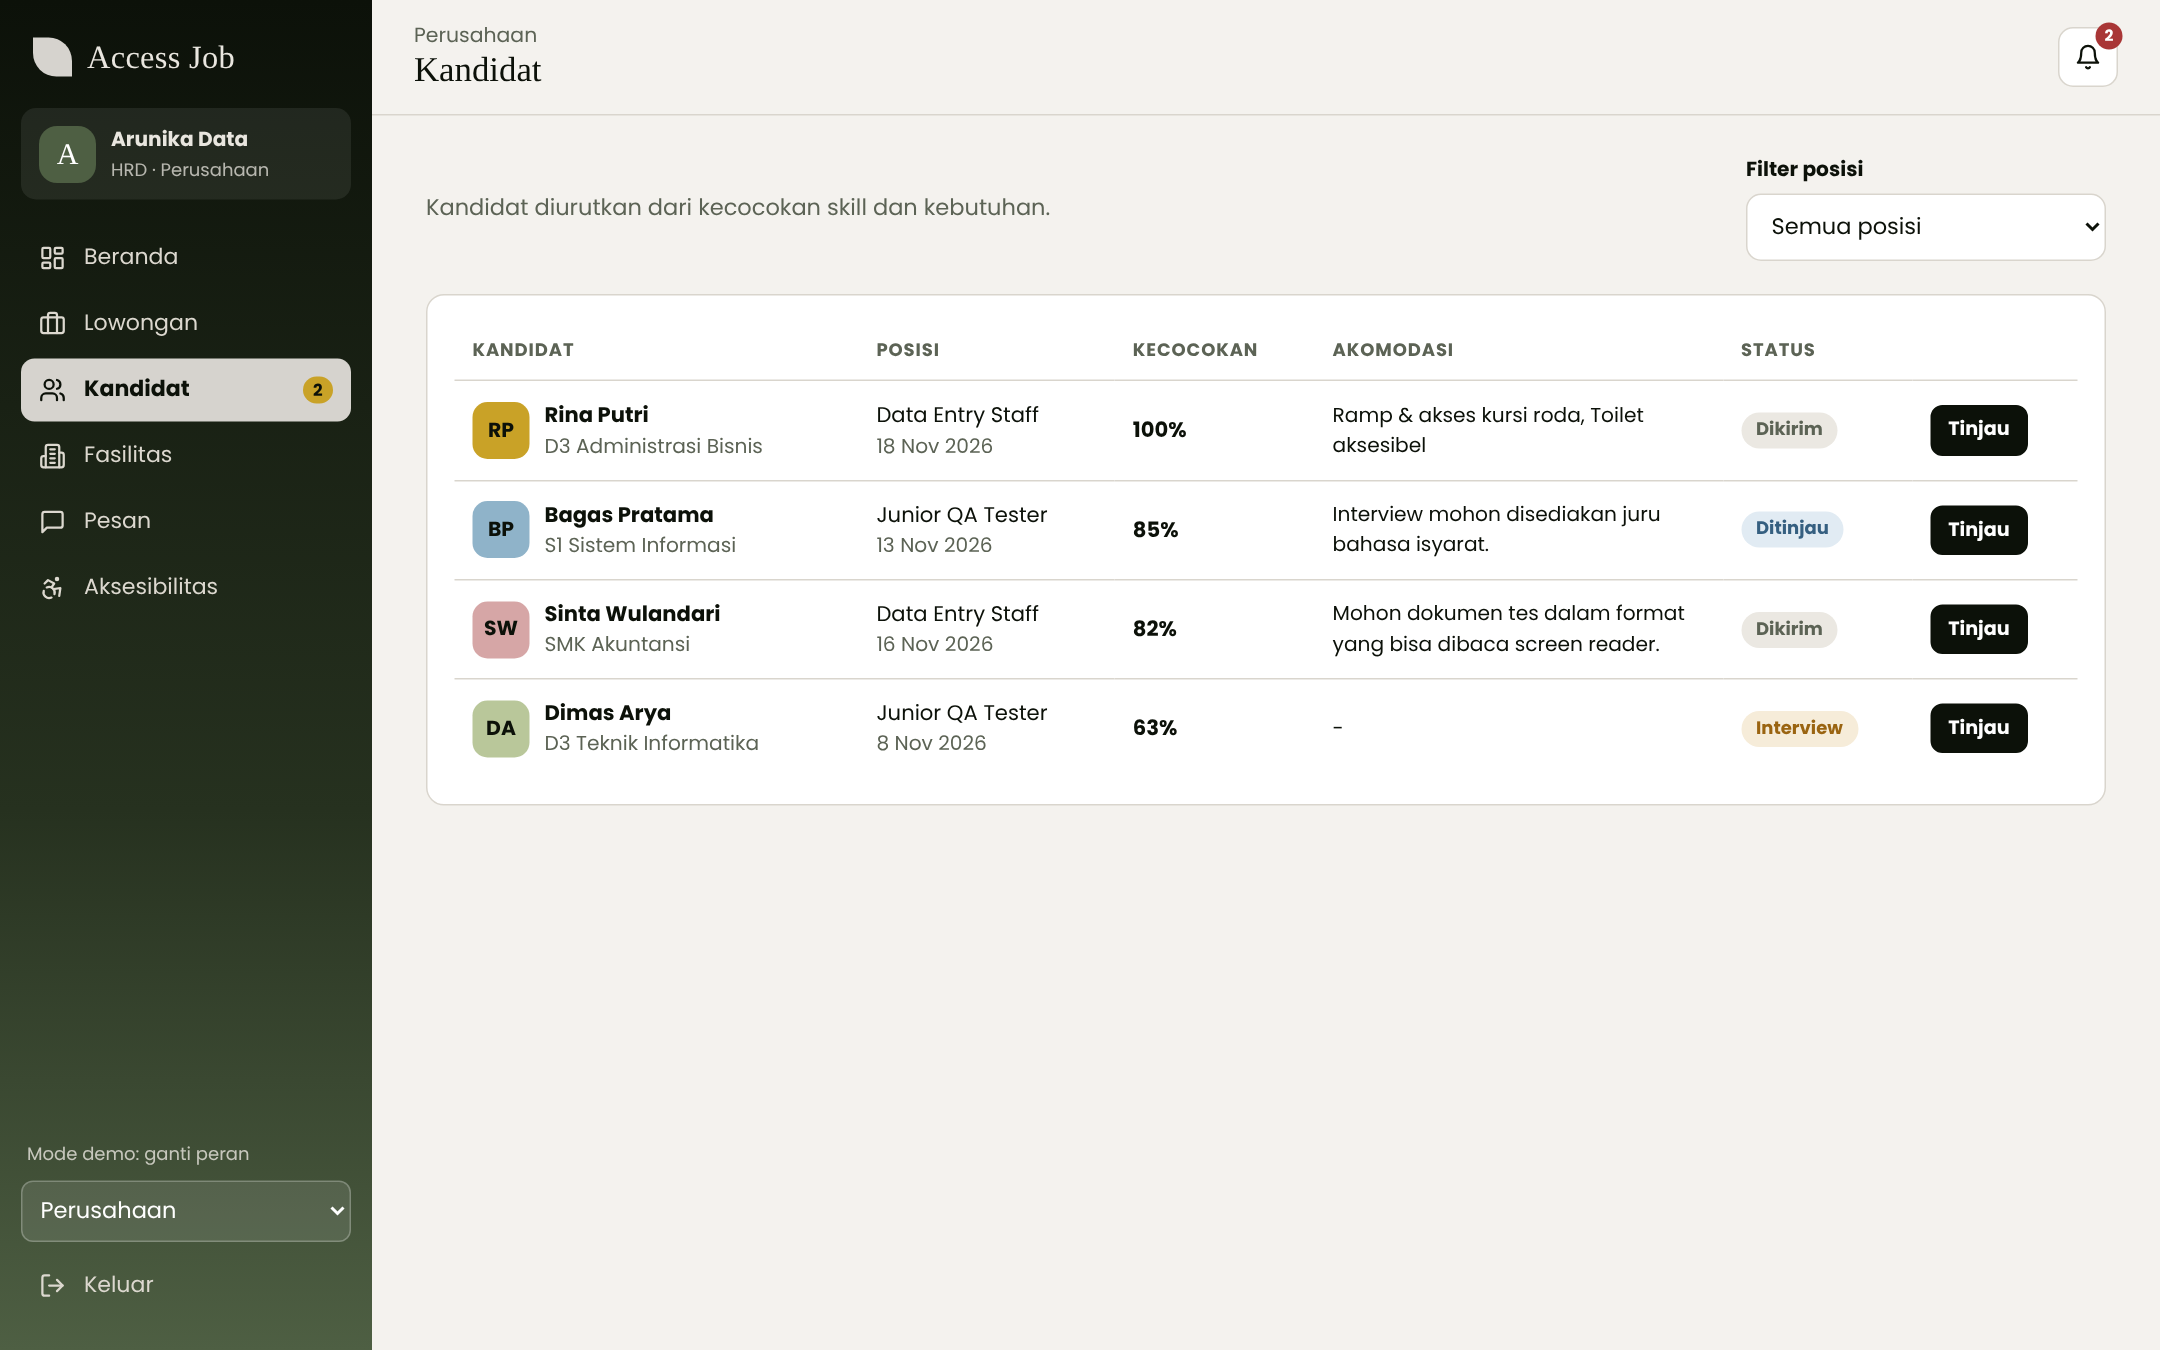 Access Job
A
Arunika Data
HRD · Perusahaan
Beranda
Lowongan
Kandidat
2
Fasilitas
Pesan
Aksesibilitas
Mode demo: ganti peran
Perusahaan
Keluar
Perusahaan
Kandidat
2
Kandidat diurutkan dari kecocokan skill dan kebutuhan.
Filter posisi
Semua posisi
KANDIDAT POSISI KECOCOKAN AKOMODASI STATUS
RP
Rina Putri
D3 Administrasi Bisnis
Data Entry Staff
18 Nov 2026
100%
Ramp & akses kursi roda, Toilet
aksesibel
Dikirim
Tinjau
BP
Bagas Pratama
S1 Sistem Informasi
Junior QA Tester
13 Nov 2026
85%
Interview mohon disediakan juru
bahasa isyarat.
Ditinjau
Tinjau
SW
Sinta Wulandari
SMK Akuntansi
Data Entry Staff
16 Nov 2026
82%
Mohon dokumen tes dalam format
yang bisa dibaca screen reader.
Dikirim
Tinjau
DA
Dimas Arya
D3 Teknik Informatika
Junior QA Tester
8 Nov 2026
63%
-
Interview
Tinjau